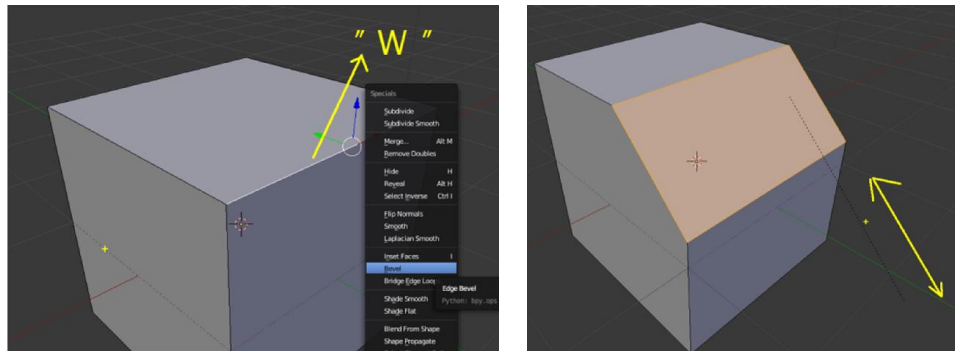 " W "
Specials
Subdivide
Subdivide Smooth
Merge... Alt M
Remove Doubles
Hide H
Reveal Alt H
Select Inverse Ctrl I
Flip Normals
Smooth
Laplacian Smooth
Inset Faces I
Bevel
Bridge Edge Loo
Edge Bevel
Python: bpy.ops
Shade Smooth
Shade Flat
Blend From Shape
Shape Propagate